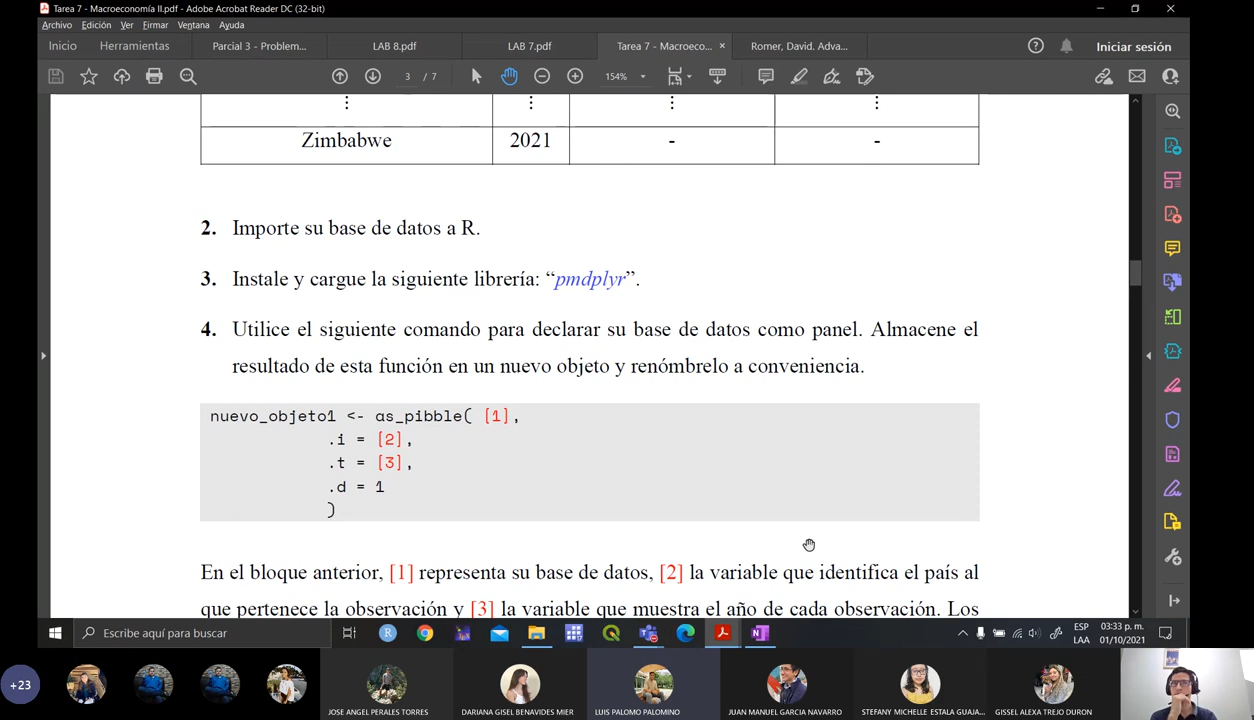 Tarea 7 - Macroeconomía II.pdf - Adobe Acrobat Reader DC (32-bit)
Archivo Edición Ver Firmar Ventana Ayuda
Inicio Herramientas Parcial 3 - Problem... LAB 8.pdf LAB 7.pdf Tarea 7 - Macroeco... × Romer, David. Adva... Iniciar sesión
3 / 7 154%
Zimbabwe 2021 - -
2. Importe su base de datos a R.
3. Instale y cargue la siguiente librería: “pmdplyr”.
4. Utilice el siguiente comando para declarar su base de datos como panel. Almacene el
resultado de esta función en un nuevo objeto y renómbrelo a conveniencia.
nuevo_objeto1 <- as_pibble( [1],
.i = [2],
.t = [3],
.d = 1
)
En el bloque anterior, [1] representa su base de datos, [2] la variable que identifica el país al
que pertenece la observación y [3] la variable que muestra el año de cada observación. Los
Escribe aquí para buscar
ESP 03:33 p. m.
LAA 01/10/2021
+23
JOSE ANGEL PERALES TORRES DARIANA GISEL BENAVIDES MIER LUIS PALOMO PALOMINO JUAN MANUEL GARCIA NAVARRO STEFANY MICHELLE ESTALA GUAJA... GISSEL ALEXA TREJO DURON